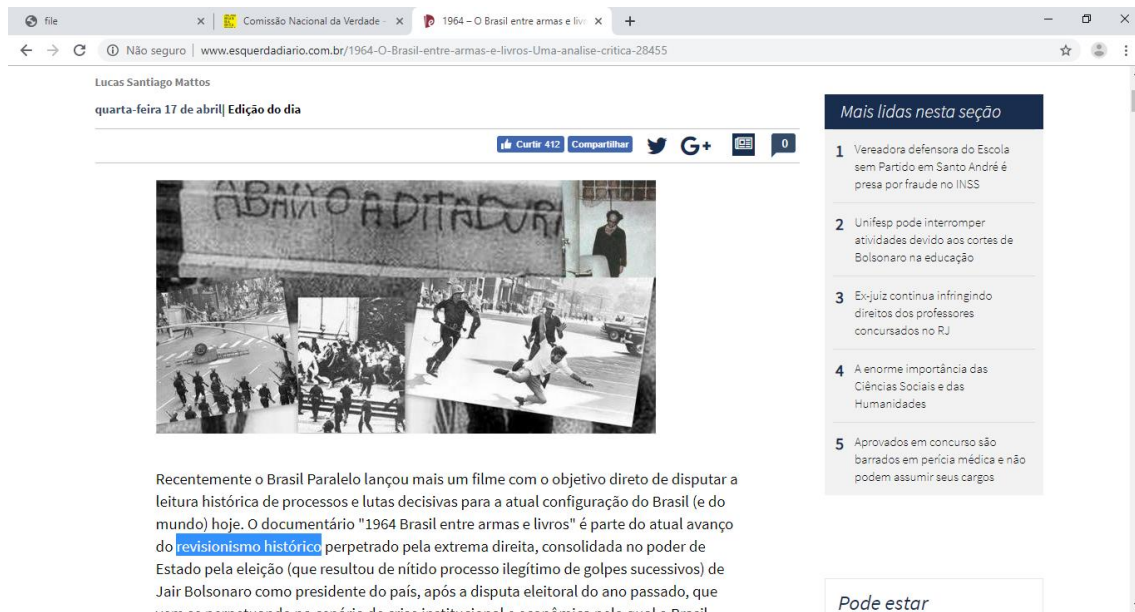 file
Comissão Nacional da Verdade -
1964 – O Brasil entre armas e livr
Não seguro | www.esquerdadiario.com.br/1964-O-Brasil-entre-armas-e-livros-Uma-analise-critica-28455
Lucas Santiago Mattos
quarta-feira 17 de abril| Edição do dia
Curtir 412 Compartilhar G+ 0
ABAIXO A DITADURA
Recentemente o Brasil Paralelo lançou mais um filme com o objetivo direto de disputar a
leitura histórica de processos e lutas decisivas para a atual configuração do Brasil (e do
mundo) hoje. O documentário "1964 Brasil entre armas e livros" é parte do atual avanço
do revisionismo histórico perpetrado pela extrema direita, consolidada no poder de
Estado pela eleição (que resultou de nítido processo ilegítimo de golpes sucessivos) de
Jair Bolsonaro como presidente do país, após a disputa eleitoral do ano passado, que
Mais lidas nesta seção
1 Vereadora defensora do Escola
sem Partido em Santo André é
presa por fraude no INSS
2 Unifesp pode interromper
atividades devido aos cortes de
Bolsonaro na educação
3 Ex-juiz continua infringindo
direitos dos professores
concursados no RJ
4 A enorme importância das
Ciências Sociais e das
Humanidades
5 Aprovados em concurso são
barrados em perícia médica e não
podem assumir seus cargos
Pode estar